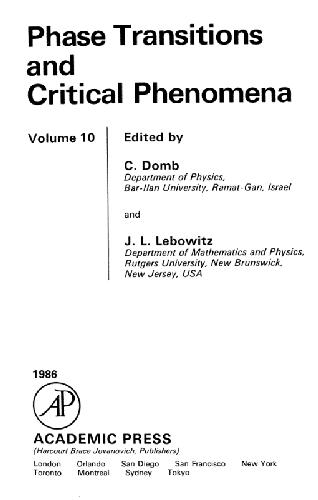 Phase Transitions
and
Critical Phenomena
Volume 10
Edited by
C. Domb
Department of Physics,
Bar-Ilan University, Ramat-Gan, Israel
and
J. L. Lebowitz
Department of Mathematics and Physics,
Rutgers University, New Brunswick,
New Jersey, USA
1986
AP
ACADEMIC PRESS
(Harcourt Brace Jovanovich, Publishers)
London Orlando San Diego San Francisco New York
Toronto Montreal Sydney Tokyo